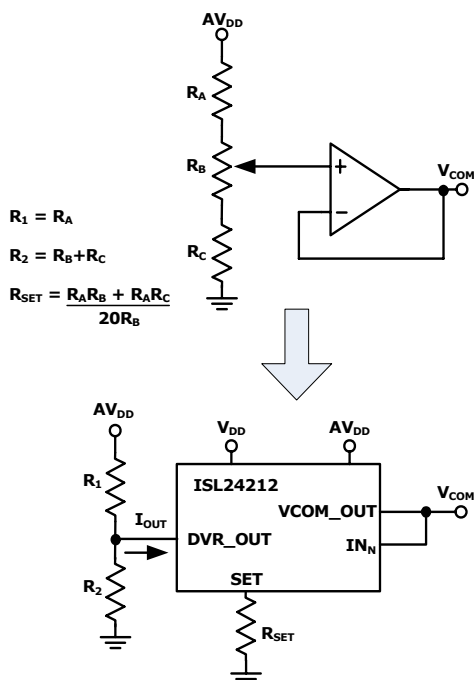 AVDD
RA
RB
+
−
VCOM
RC
R1 = RA
R2 = RB+RC
RSET = RARB + RARC
20RB
AVDD
VDD
AVDD
R1
ISL24212
VCOM
VCOM_OUT
IOUT
DVR_OUT
INN
R2
SET
RSET